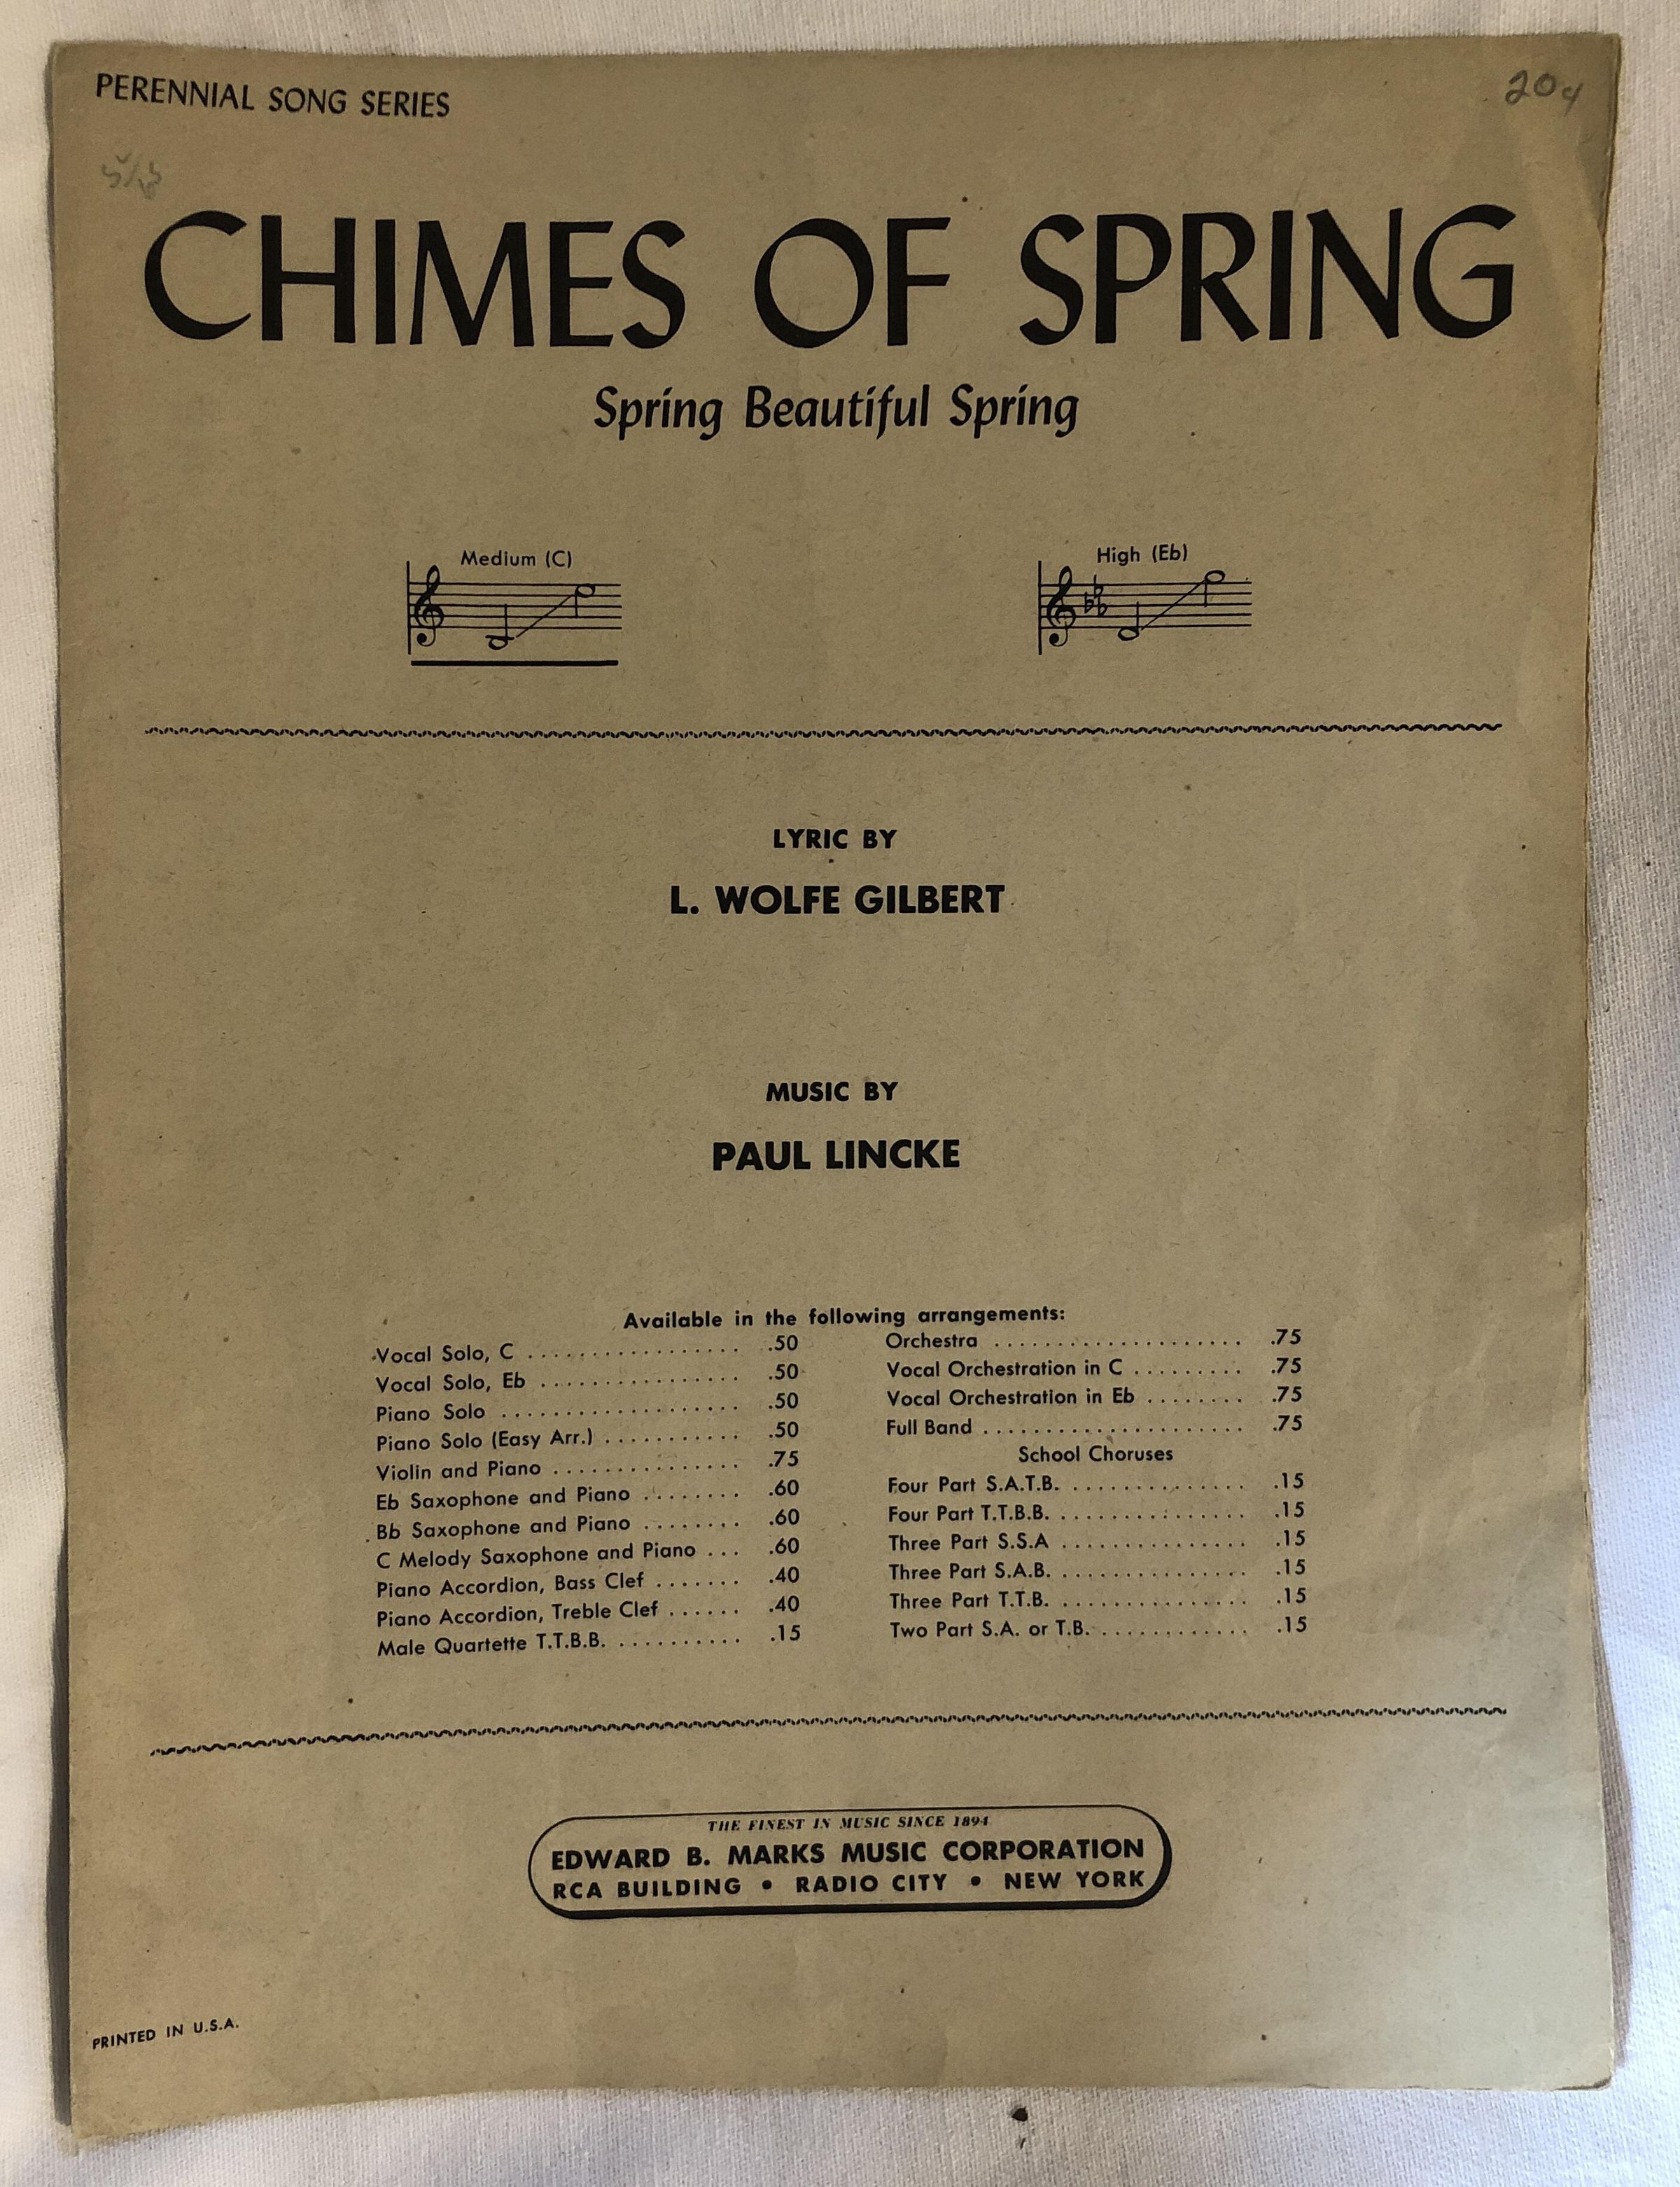 PERENNIAL SONG SERIES
20¢
CHIMES OF SPRING
Spring Beautiful Spring
Medium (C)
High (Eb)
LYRIC BY
L. WOLFE GILBERT
MUSIC BY
PAUL LINCKE
Available in the following arrangements:
Vocal Solo, C ................. .50
Vocal Solo, Eb ................ .50
Piano Solo ................... .50
Piano Solo (Easy Arr.) ........... .50
Violin and Piano ............... .75
Eb Saxophone and Piano ........ .60
Bb Saxophone and Piano ........ .60
C Melody Saxophone and Piano ... .60
Piano Accordion, Bass Clef ....... .40
Piano Accordion, Treble Clef ...... .40
Male Quartette T.T.B.B. .......... .15
Orchestra .................... .75
Vocal Orchestration in C ......... .75
Vocal Orchestration in Eb ........ .75
Full Band ..................... .75
School Choruses
Four Part S.A.T.B. .............. .15
Four Part T.T.B.B. ............... .15
Three Part S.S.A ............... .15
Three Part S.A.B. ............... .15
Three Part T.T.B. ............... .15
Two Part S.A. or T.B. ............ .15
THE FINEST IN MUSIC SINCE 1894
EDWARD B. MARKS MUSIC CORPORATION
RCA BUILDING • RADIO CITY • NEW YORK
PRINTED IN U.S.A.